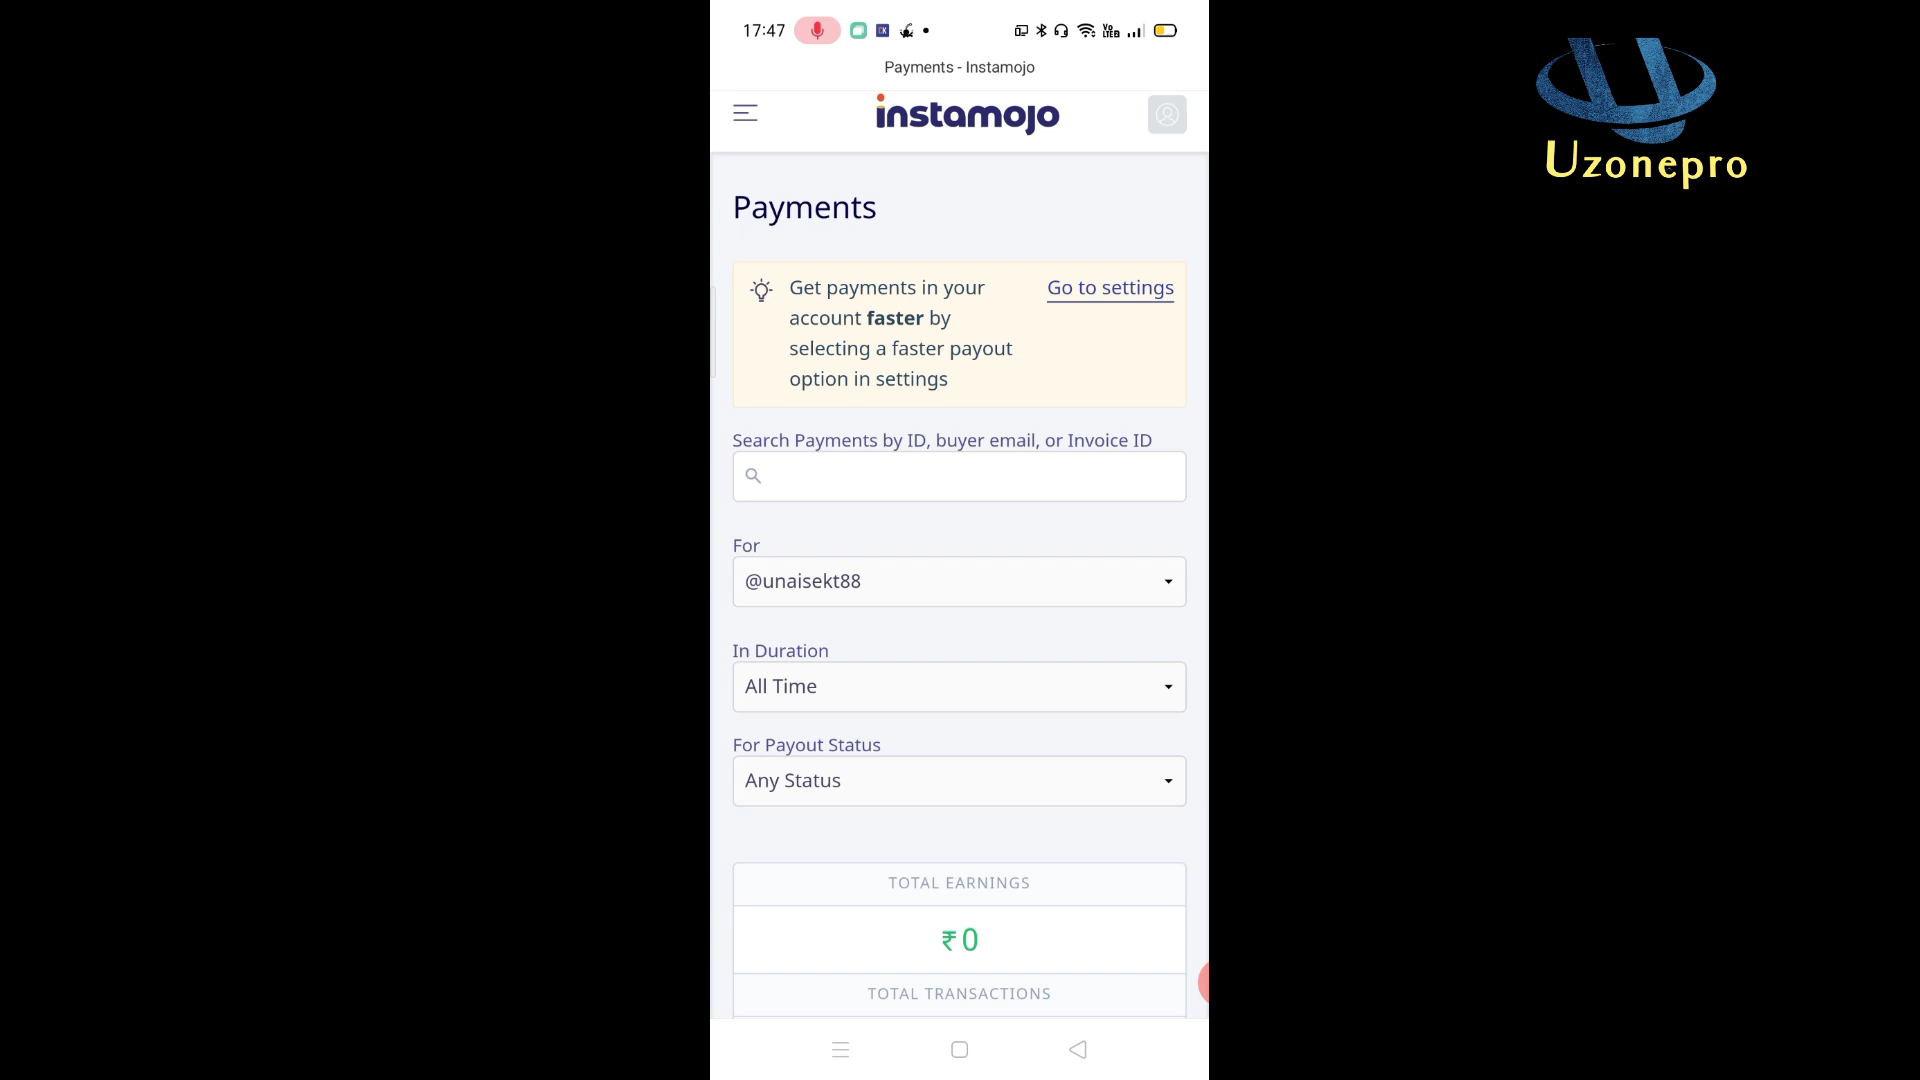 17:47
Payments - Instamojo
instamojo
Uzonepro
Payments
Get payments in your
account faster by
selecting a faster payout
option in settings
Go to settings
Search Payments by ID, buyer email, or Invoice ID
For
@unaisekt88
In Duration
All Time
For Payout Status
Any Status
TOTAL EARNINGS
₹ 0
TOTAL TRANSACTIONS